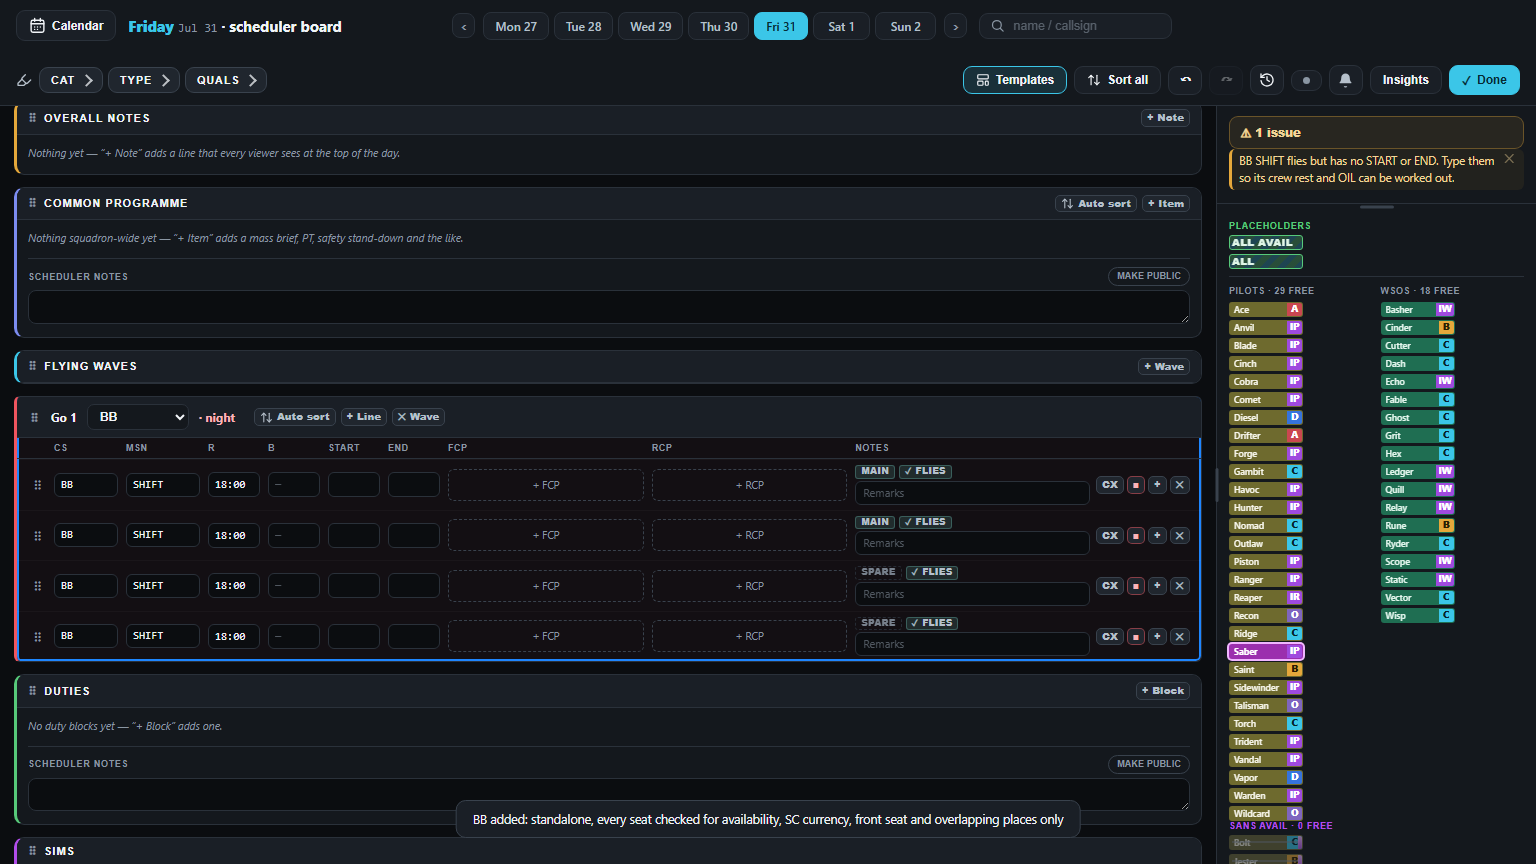 Calendar
Friday Jul 31 · scheduler board
‹
Mon 27
Tue 28
Wed 29
Thu 30
Fri 31
Sat 1
Sun 2
›
name / callsign
CAT
TYPE
QUALS
Templates
Sort all
Insights
✓ Done
OVERALL NOTES
+ Note
Nothing yet — "+ Note" adds a line that every viewer sees at the top of the day.
COMMON PROGRAMME
Auto sort
+ Item
Nothing squadron-wide yet — "+ Item" adds a mass brief, PT, safety stand-down and the like.
SCHEDULER NOTES
MAKE PUBLIC
FLYING WAVES
+ Wave
Go 1
BB
· night
Auto sort
+ Line
× Wave
CS MSN R B START END FCP RCP NOTES
BB SHIFT 18:00 – + FCP + RCP MAIN ✓ FLIES
Remarks
CX + ×
BB SHIFT 18:00 – + FCP + RCP MAIN ✓ FLIES
Remarks
CX + ×
BB SHIFT 18:00 – + FCP + RCP SPARE ✓ FLIES
Remarks
CX + ×
BB SHIFT 18:00 – + FCP + RCP SPARE ✓ FLIES
Remarks
CX + ×
DUTIES
+ Block
No duty blocks yet — "+ Block" adds one.
SCHEDULER NOTES
MAKE PUBLIC
BB added: standalone, every seat checked for availability, SC currency, front seat and overlapping places only
SIMS
⚠ 1 issue
BB SHIFT flies but has no START or END. Type them
so its crew rest and OIL can be worked out.
×
PLACEHOLDERS
ALL AVAIL
ALL
PILOTS · 29 FREE
Ace A
Anvil IP
Blade IP
Cinch IP
Cobra IP
Comet IP
Diesel D
Drifter A
Forge IP
Gambit C
Havoc IP
Hunter IP
Nomad C
Outlaw C
Piston IP
Ranger IP
Reaper IR
Recon O
Ridge C
Saber IP
Saint B
Sidewinder IP
Talisman O
Torch C
Trident IP
Vandal IP
Vapor D
Warden IP
Wildcard O
SANS AVAIL · 0 FREE
Bolt C
Jester B
WSOS · 18 FREE
Basher IW
Cinder B
Cutter C
Dash C
Echo IW
Fable C
Ghost C
Grit C
Hex C
Ledger IW
Quill IW
Relay IW
Rune B
Ryder C
Scope IW
Static IW
Vector C
Wisp C